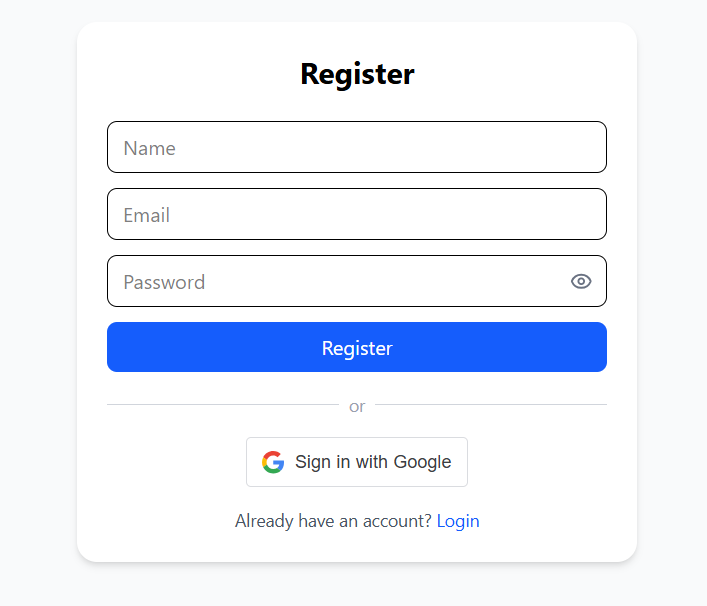 Register
Name
Email
Password
Register
or
Sign in with Google
Already have an account? Login